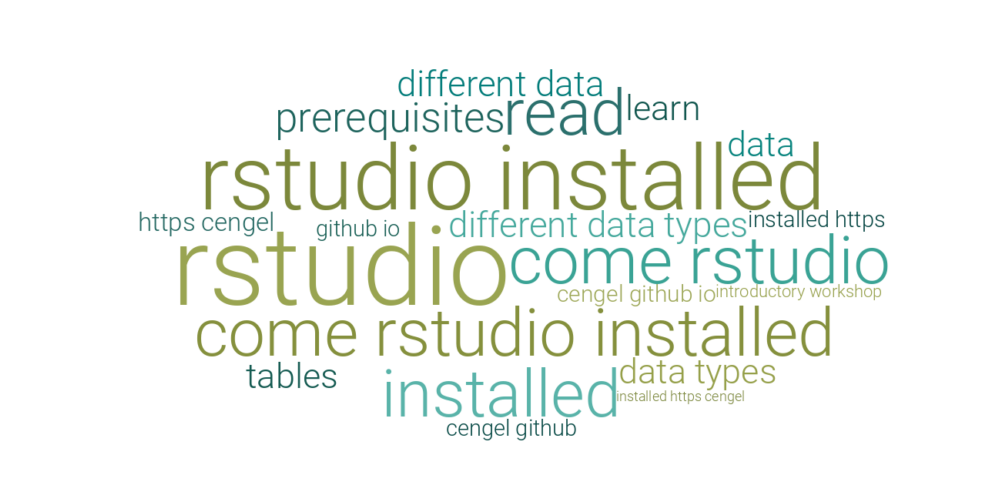 different data
prerequisites read learn
data
rstudio installed
https cengel github io different data types installed https
rstudio come rstudio
cengel github io introductory workshop
come rstudio installed
tables installed data types
installed https cengel
cengel github